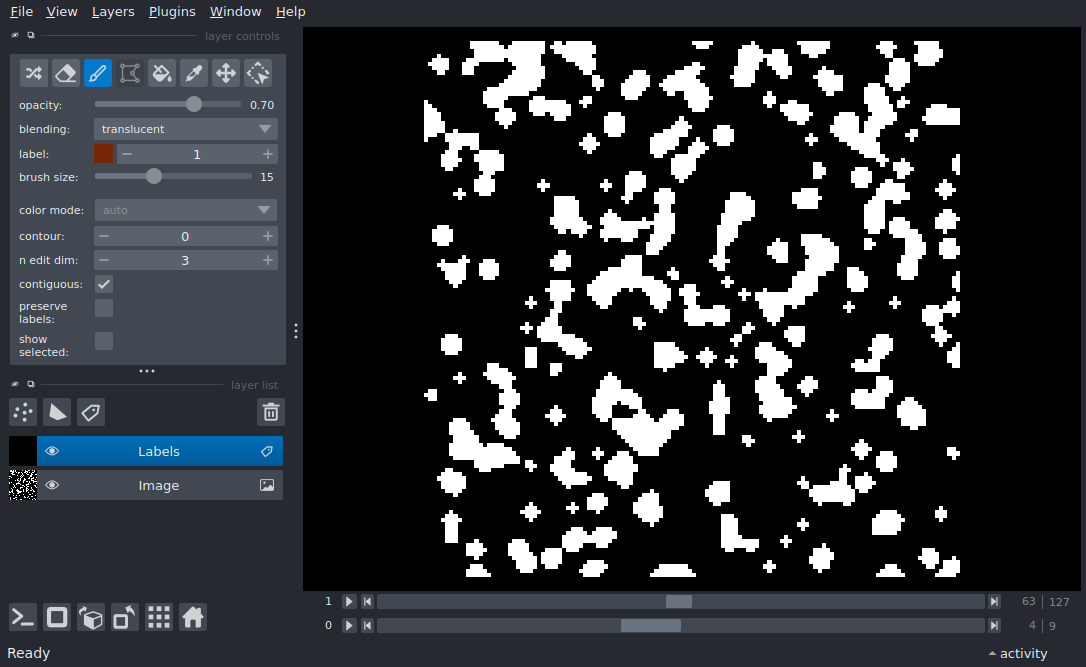 File View Layers Plugins Window Help
layer controls
opacity: 0.70
blending: translucent
label: 1
brush size: 15
color mode: auto
contour: 0
n edit dim: 3
contiguous:
preserve
labels:
show
selected:
layer list
Labels
Image
1 63 127
0 4 9
Ready activity